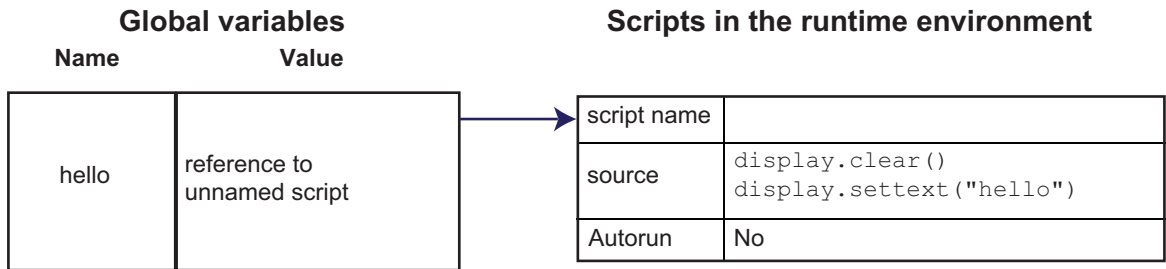 Global variables
Scripts in the runtime environment
Name
Value
hello
reference to
unnamed script
script name
source
display.clear()
display.settext("hello")
Autorun
No